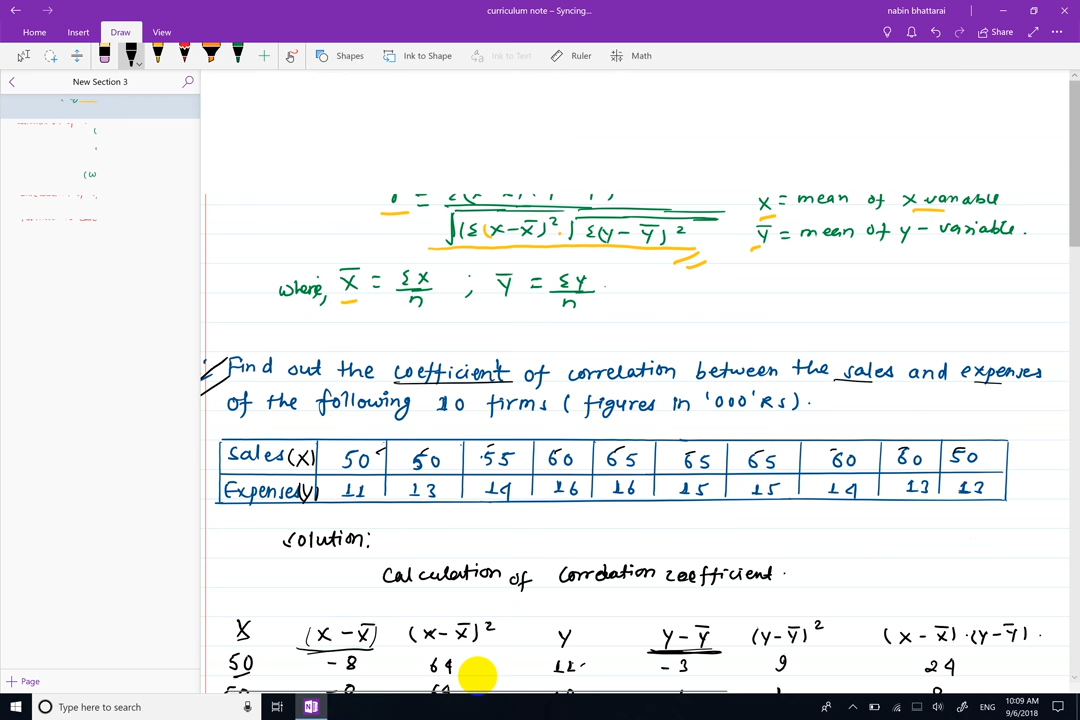 curriculum note – Syncing...
nabin bhattarai
Home Insert Draw View
Share
Shapes Ink to Shape Ink to Text Ruler Math
New Section 3
(w
x = mean of x variable
√(Σ(x-x̅)² √Σ(y-y̅)²
y̅ = mean of y-variable.
where, x̅ = Σx/n ; y̅ = Σy/n
Find out the coefficient of correlation between the sales and expenses
of the following 10 firms (figures in '000' RS).
Sales(X) 50 50 55 60 65 65 65 60 60 50
Expenses(Y) 11 13 14 16 16 15 15 14 13 13
Solution:
Calculation of correlation coefficient.
X (x-x̅) (x-x̅)² Y y-y̅ (y-y̅)² (x-x̅).(y-y̅).
50 -8 64 11 -3 9 24
Page
Type here to search
ENG
10:09 AM
9/6/2018